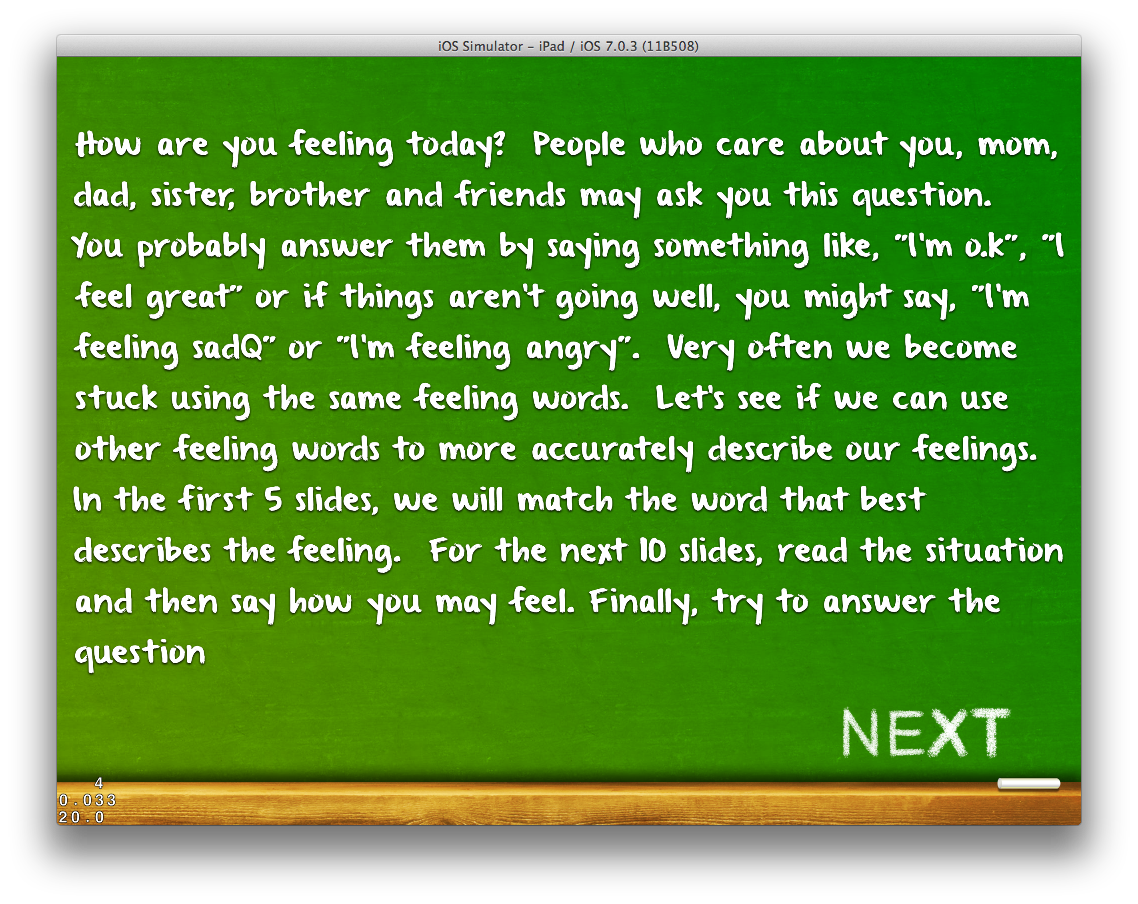 iOS Simulator – iPad / iOS 7.0.3 (11B508)
How are you feeling today?  People who care about you, mom,
dad, sister, brother and friends may ask you this question.
You probably answer them by saying something like, "I'm o.k", "I
feel great" or if things aren't going well, you might say, "I'm
feeling sadQ" or "I'm feeling angry".  Very often we become
stuck using the same feeling words.  Let's see if we can use
other feeling words to more accurately describe our feelings.
In the first 5 slides, we will match the word that best
describes the feeling.  For the next 10 slides, read the situation
and then say how you may feel. Finally, try to answer the
question
NEXT
4
0.033
20.0